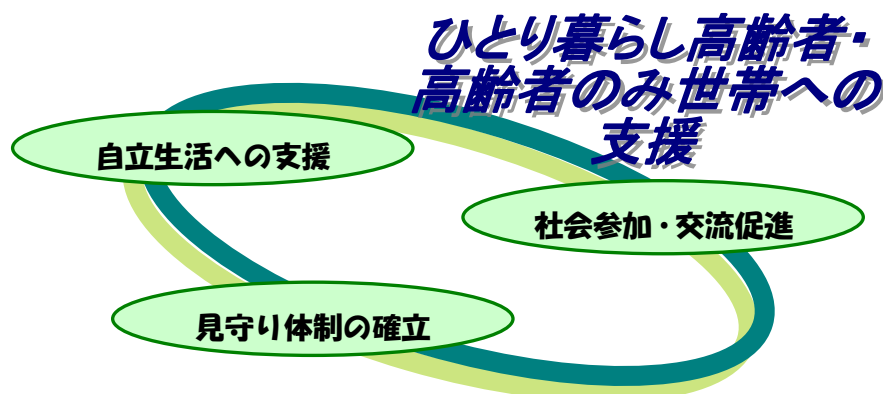 ひとり暮らし高齢者・
高齢者のみ世帯への
支援
自立生活への支援
社会参加・交流促進
見守り体制の確立